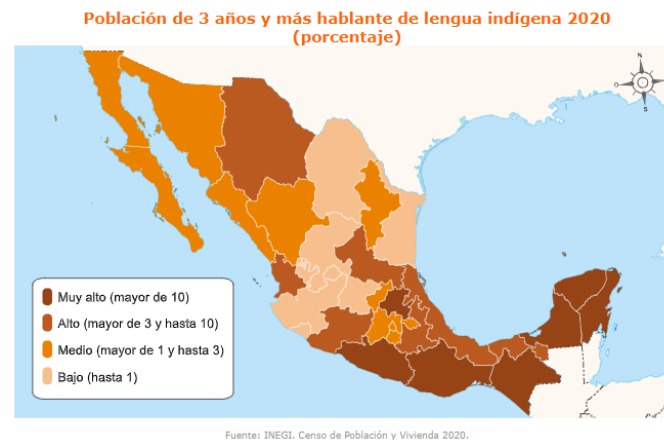 Población de 3 años y más hablante de lengua indígena 2020
(porcentaje)
N
Muy alto (mayor de 10)
Alto (mayor de 3 y hasta 10)
Medio (mayor de 1 y hasta 3)
Bajo (hasta 1)
Fuente: INEGI. Censo de Población y Vivienda 2020.